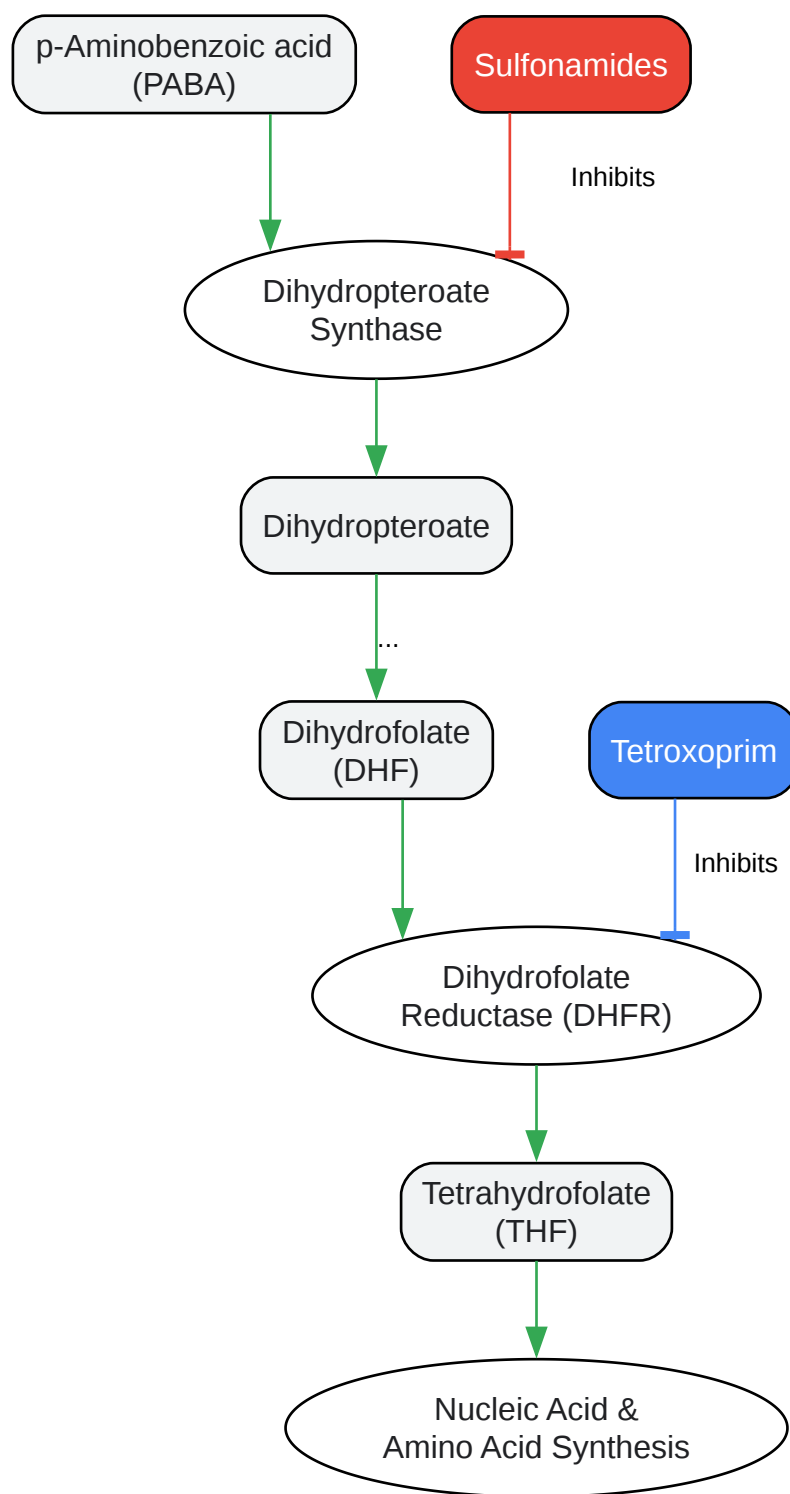 p-Aminobenzoic acid
(PABA)
Sulfonamides
Inhibits
Dihydropteroate
Synthase
Dihydropteroate
...
Dihydrofolate
(DHF)
Tetroxoprim
Inhibits
Dihydrofolate
Reductase (DHFR)
Tetrahydrofolate
(THF)
Nucleic Acid &
Amino Acid Synthesis